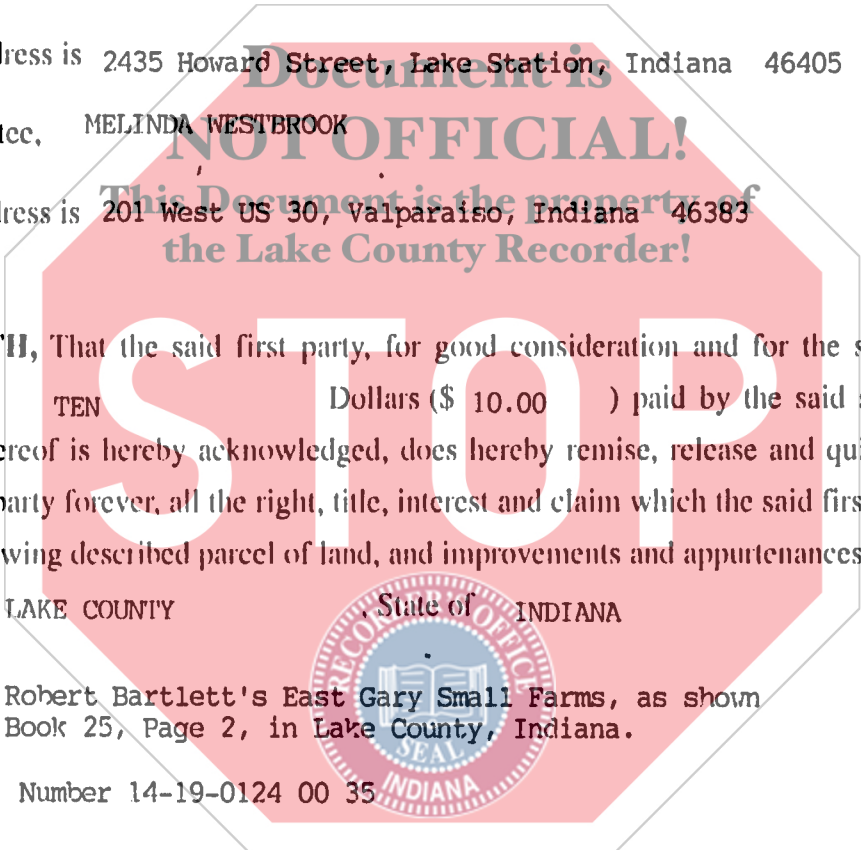 dress is 2435 Howard Street, Lake Station, Indiana 46405
Document is
tee, MELINDA WESTBROOK
NOT OFFICIAL!
This Document is the property of
dress is 201 West US 30, Valparaiso, Indiana 46383
the Lake County Recorder!
STOP
TH, That the said first party, for good consideration and for the s
TEN Dollars ($ 10.00 ) paid by the said
ereof is hereby acknowledged, does hereby remise, release and qui
party forever, all the right, title, interest and claim which the said firs
wing described parcel of land, and improvements and appurtenances
LAKE COUNTY , State of INDIANA
RECORDER'S OFFICE
Robert Bartlett's East Gary Small Farms, as shown
Book 25, Page 2, in Lake County, Indiana.
SEAL
INDIANA
Number 14-19-0124 00 35